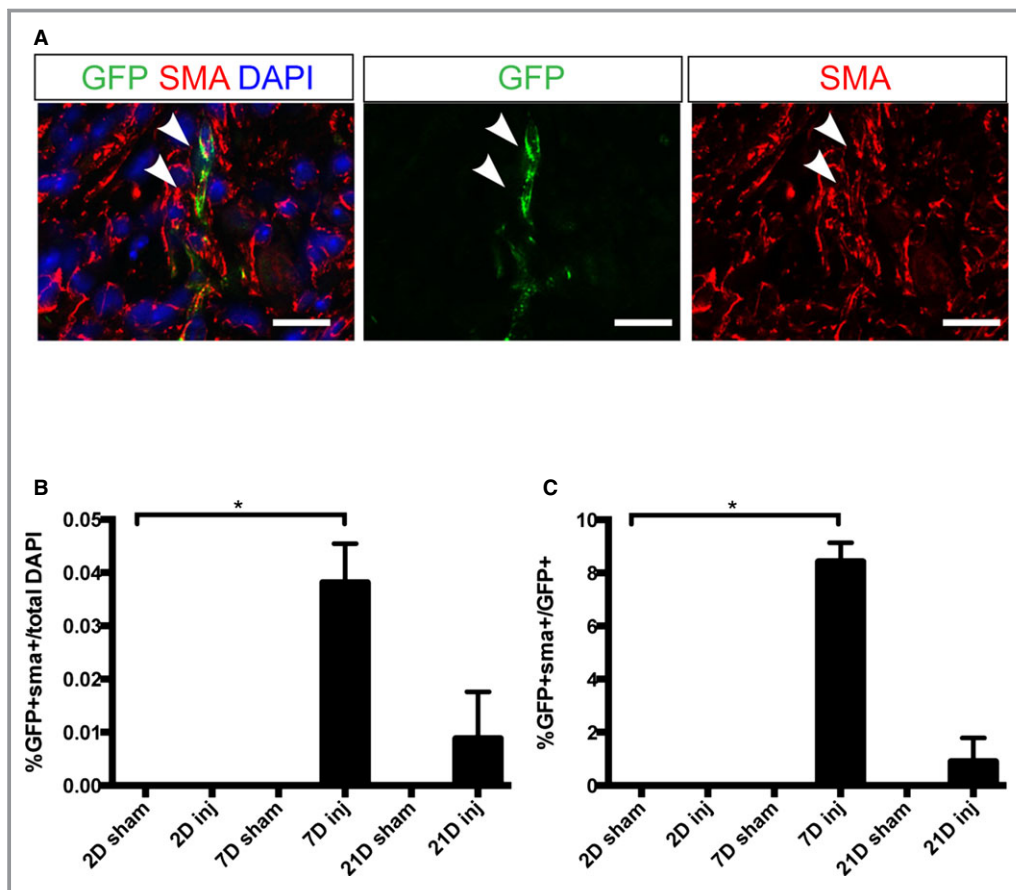 A
GFP SMA DAPI
GFP
SMA
B
*
%GFP+sma+/total DAPI
0.05
0.04
0.03
0.02
0.01
0.00
2D sham
2D inj
7D sham
7D inj
21D sham
21D inj
C
*
%GFP+sma+/GFP+
10
8
6
4
2
0
2D sham
2D inj
7D sham
7D inj
21D sham
21D inj